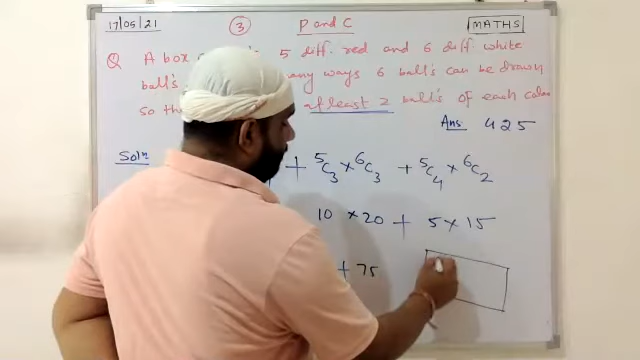 17/05/21 3 P and C MATHS
Q A box 5 diff. red and 6 diff. white
ball's any ways 6 ball's can be drawn
so th atleast 2 ball's of each color
Ans 425
Soln + ⁵C₃ × ⁶C₃ + ⁵C₄ × ⁶C₂
10 × 20 + 5 × 15
+ 75